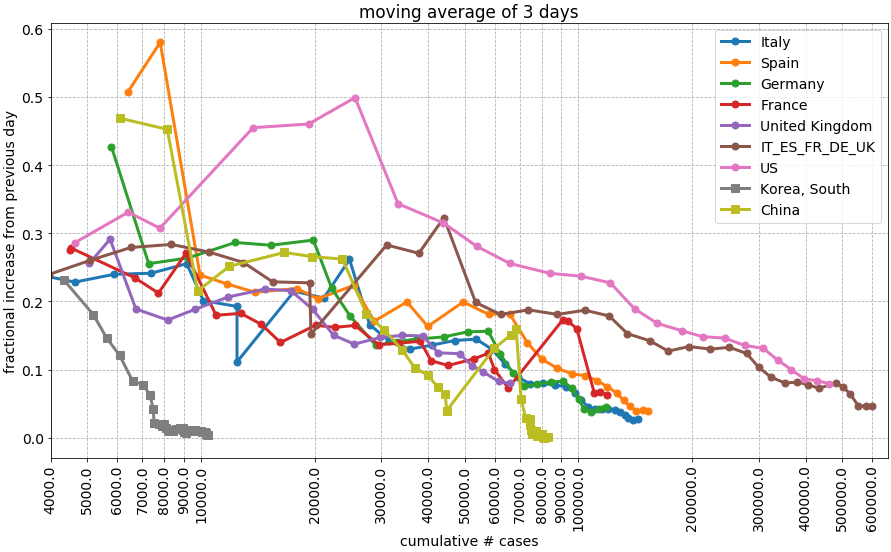 moving average of 3 days
fractional increase from previous day
0.6
0.5
0.4
0.3
0.2
0.1
0.0
Italy
Spain
Germany
France
United Kingdom
IT_ES_FR_DE_UK
US
Korea, South
China
4000.0
5000.0
6000.0
7000.0
8000.0
9000.0
10000.0
20000.0
30000.0
40000.0
50000.0
60000.0
70000.0
80000.0
90000.0
100000.0
200000.0
300000.0
400000.0
500000.0
600000.0
cumulative # cases